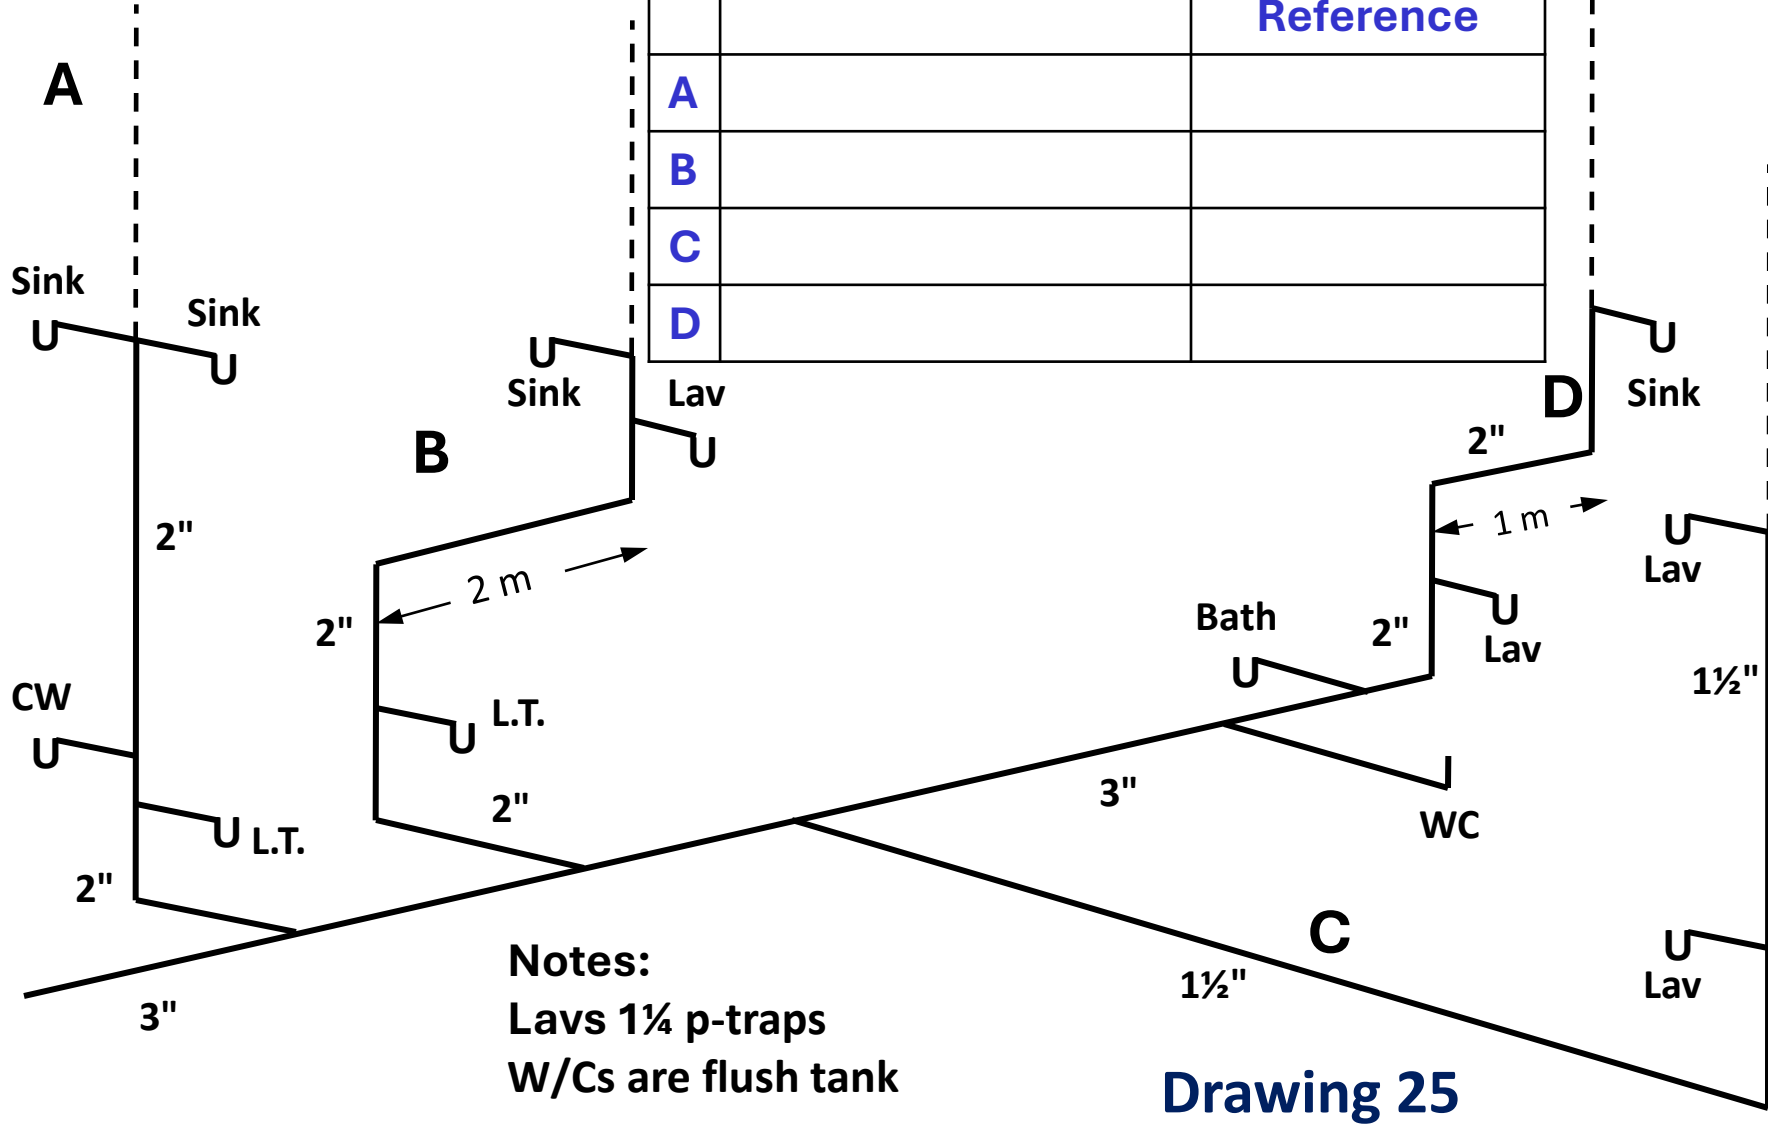 Reference
A
A
B
C
D
Sink
Sink
Sink
Lav
D
Sink
B
2"
2"
1 m
Lav
2 m
2"
Bath
2"
Lav
1½"
CW
L.T.
2"
3"
WC
L.T.
2"
C
Lav
1½"
3"
Notes:
Lavs 1¼ p-traps
W/Cs are flush tank
Drawing 25